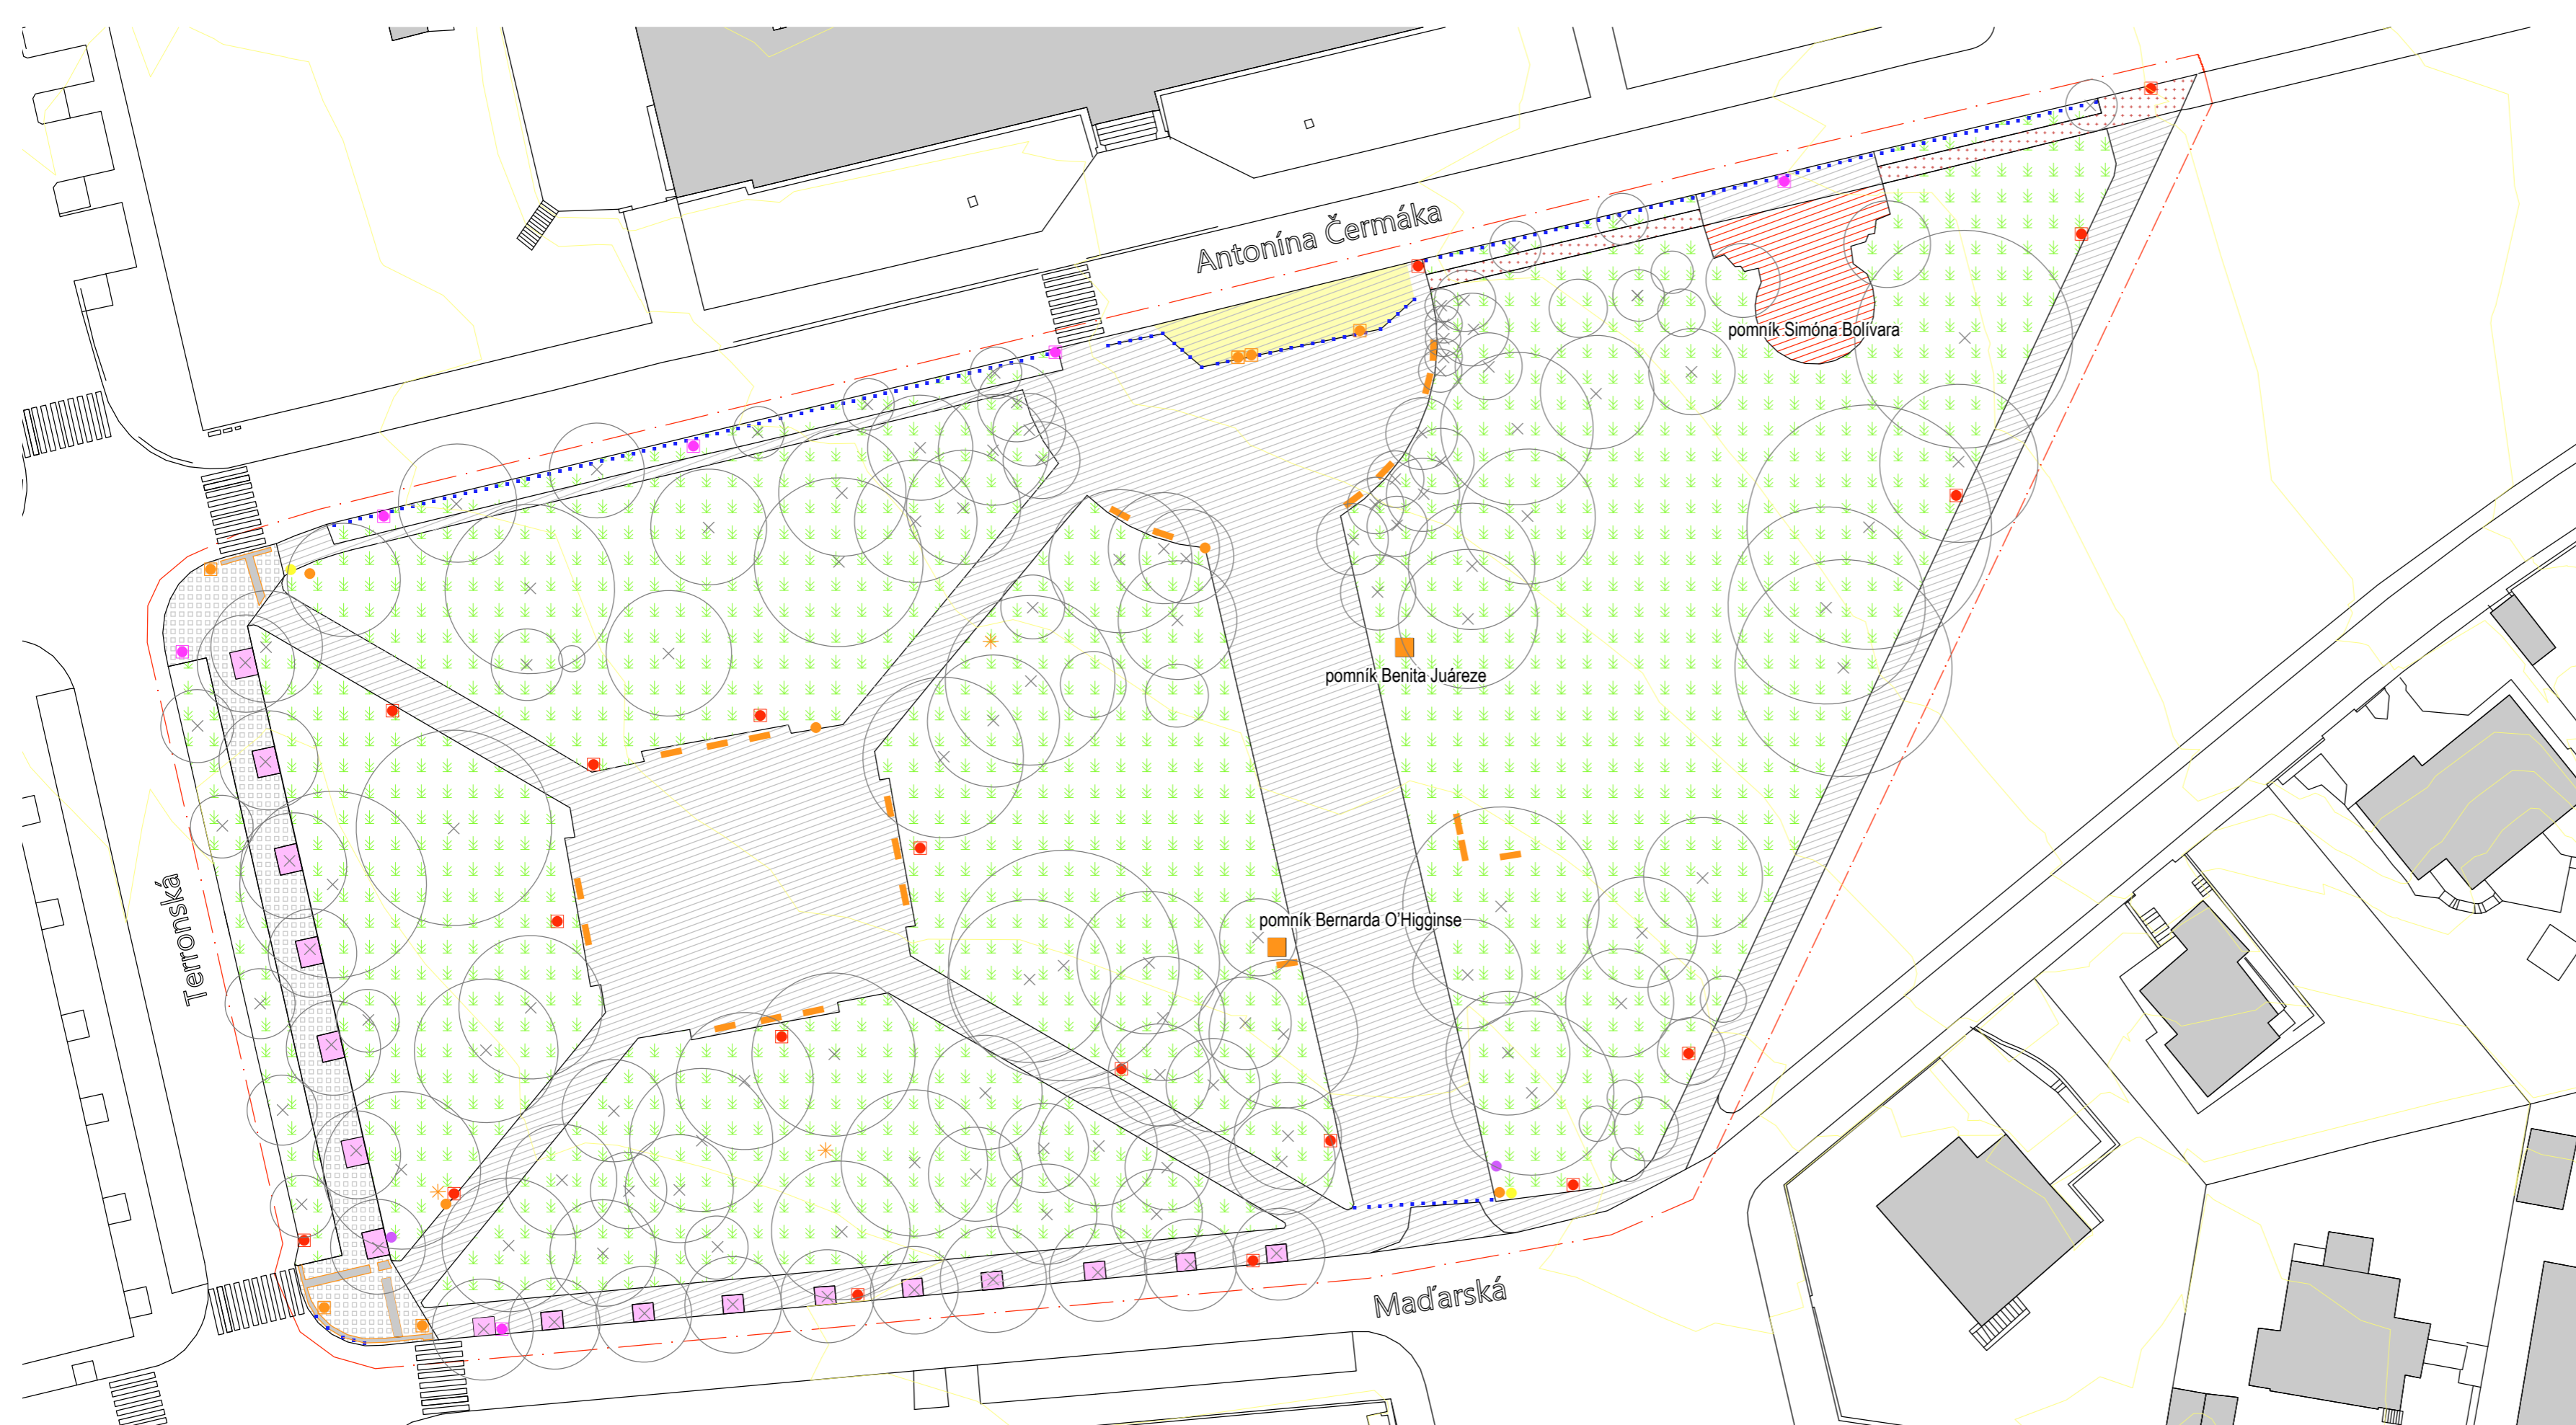 Antonína Čermáka
pomník Simóna Bolívara
pomník Benita Juáreze
Terronská
pomník Bernarda O'Higginse
Maďarská